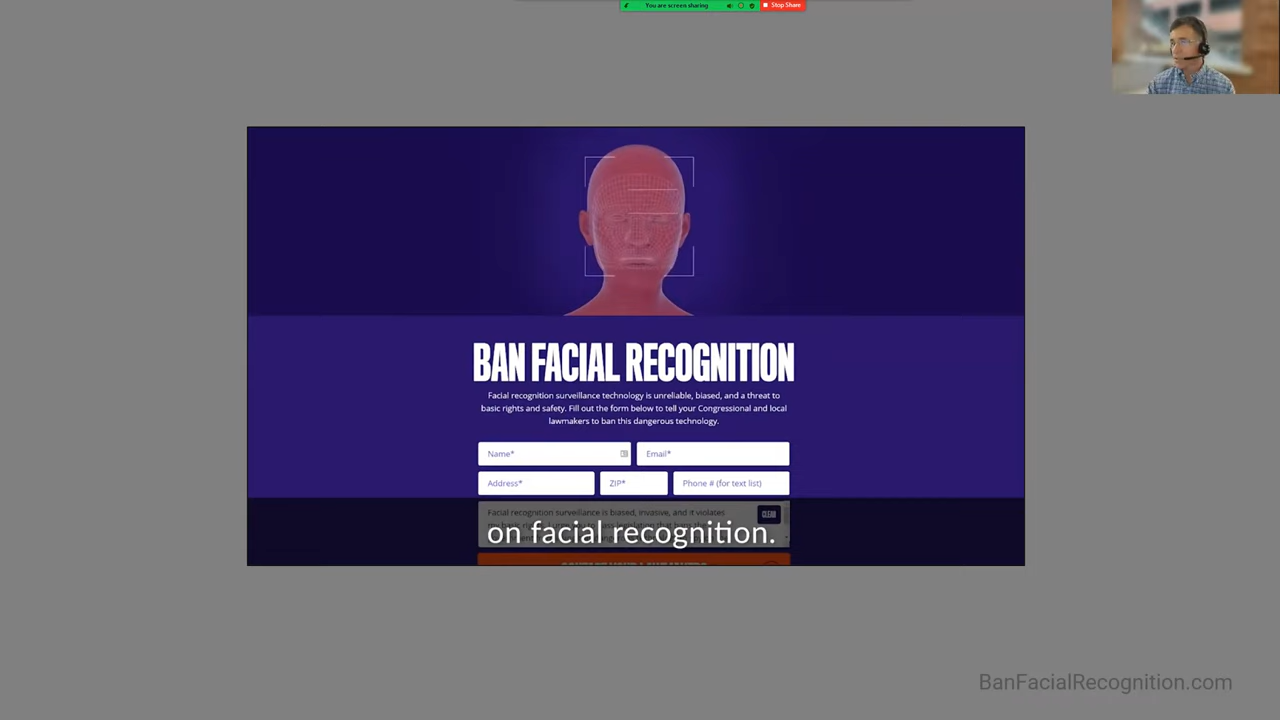 You are screen sharing
Stop Share
BAN FACIAL RECOGNITION
Facial recognition surveillance technology is unreliable, biased, and a threat to
basic rights and safety. Fill out the form below to tell your Congressional and local
lawmakers to ban this dangerous technology.
Name*
Email*
Address*
ZIP*
Phone # (for text list)
Facial recognition surveillance is biased, invasive, and it violates
on facial recognition.
BanFacialRecognition.com